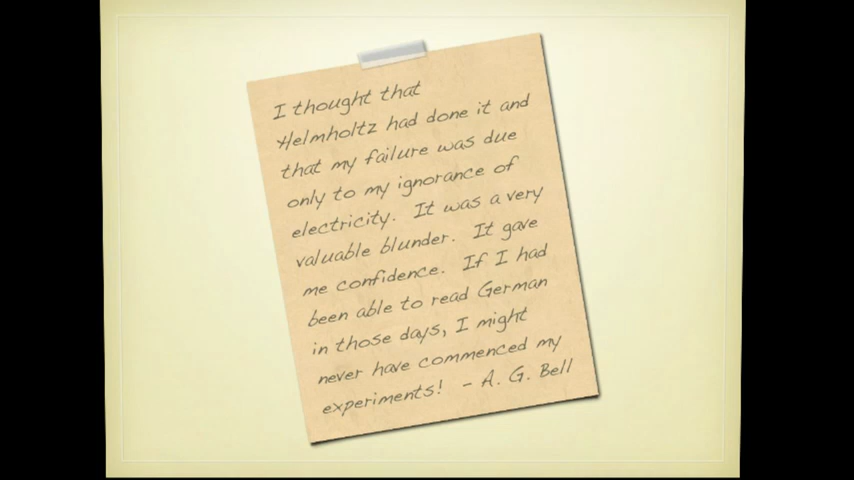 I thought that
Helmholtz had done it and
that my failure was due
only to my ignorance of
electricity. It was a very
valuable blunder. It gave
me confidence. If I had
been able to read German
in those days, I might
never have commenced my
experiments! - A. G. Bell